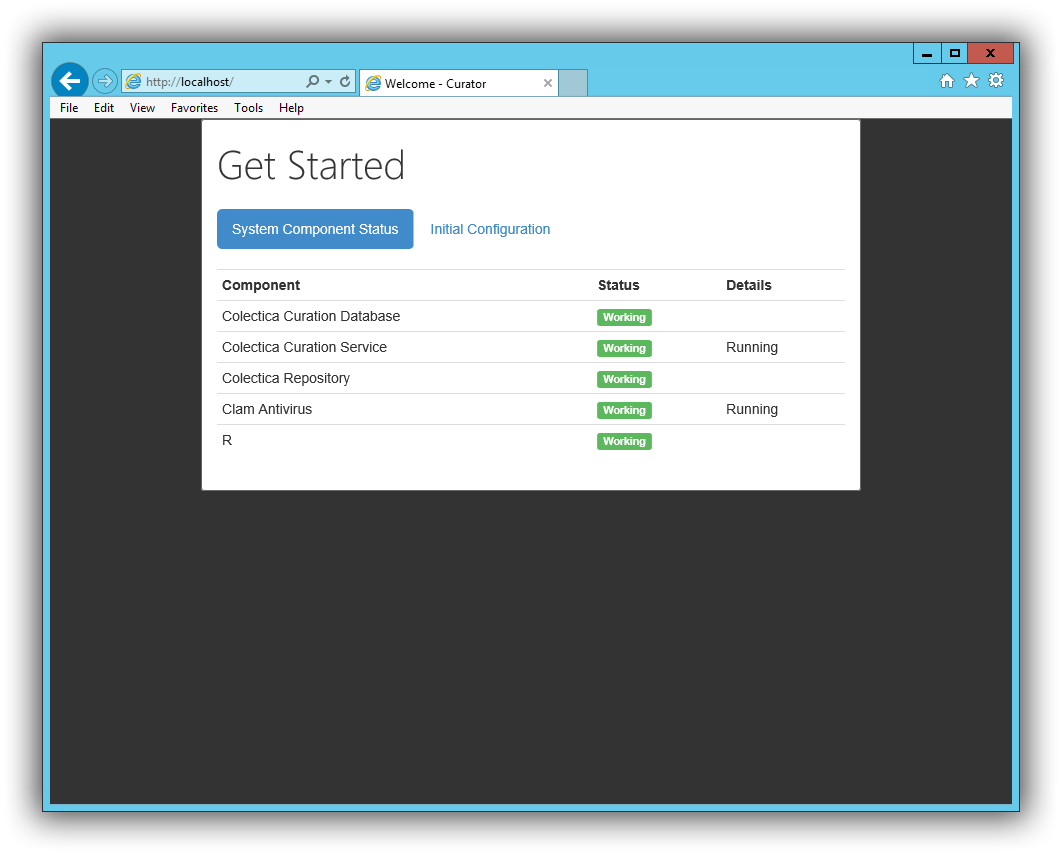 http://localhost/ Welcome - Curator
File Edit View Favorites Tools Help
Get Started
System Component Status Initial Configuration
Component Status Details
Colectica Curation Database Working
Colectica Curation Service Working Running
Colectica Repository Working
Clam Antivirus Working Running
R Working